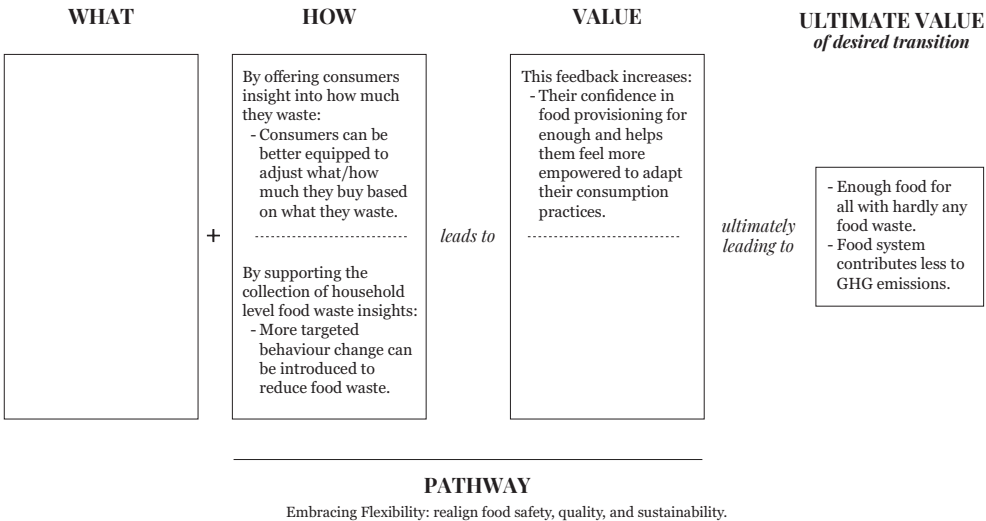 WHAT
HOW
VALUE
ULTIMATE VALUE
of desired transition
By offering consumers
insight into how much
they waste:
- Consumers can be
better equipped to
adjust what/how
much they buy based
on what they waste.
By supporting the
collection of household
level food waste insights:
- More targeted
behaviour change can
be introduced to
reduce food waste.
+
leads to
This feedback increases:
- Their confidence in
food provisioning for
enough and helps
them feel more
empowered to adapt
their consumption
practices.
ultimately
leading to
- Enough food for
all with hardly any
food waste.
- Food system
contributes less to
GHG emissions.
PATHWAY
Embracing Flexibility: realign food safety, quality, and sustainability.